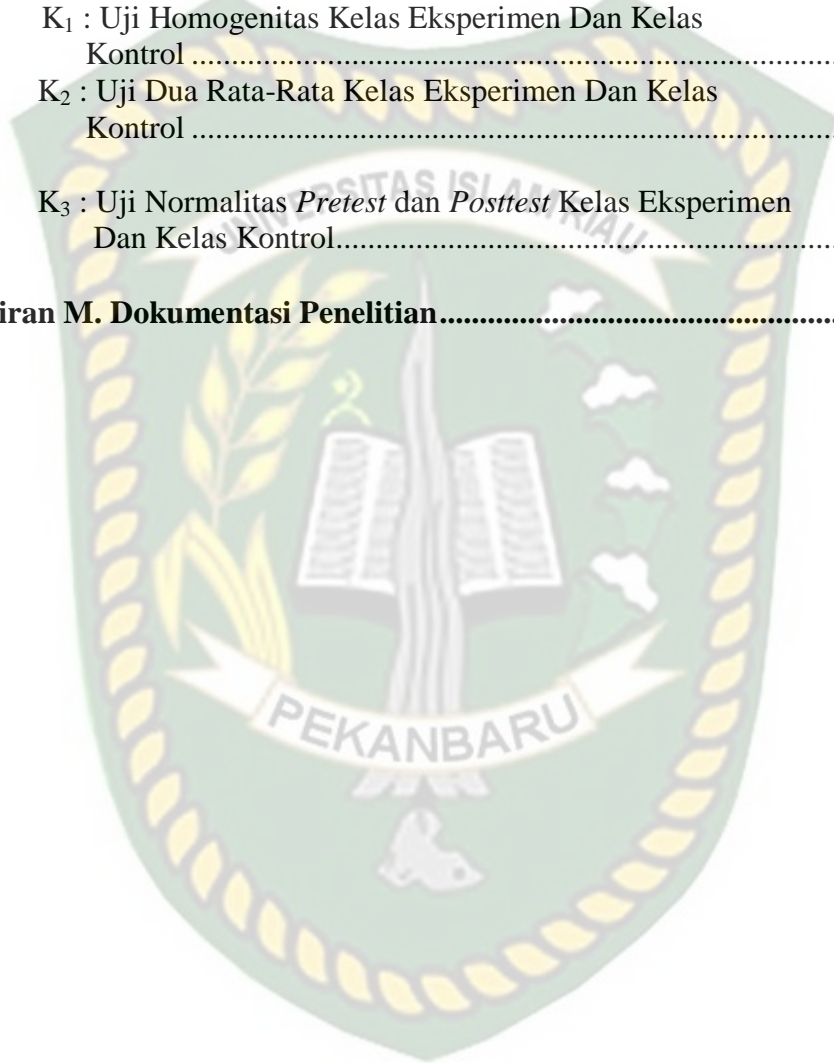 K₁ : Uji Homogenitas Kelas Eksperimen Dan Kelas
Kontrol ................................................................................
K₂ : Uji Dua Rata-Rata Kelas Eksperimen Dan Kelas
Kontrol ................................................................................
UNIVERSITAS ISLAM RIAU
K₃ : Uji Normalitas Pretest dan Posttest Kelas Eksperimen
Dan Kelas Kontrol...............................................................
iran M. Dokumentasi Penelitian..................................................
PEKANBARU